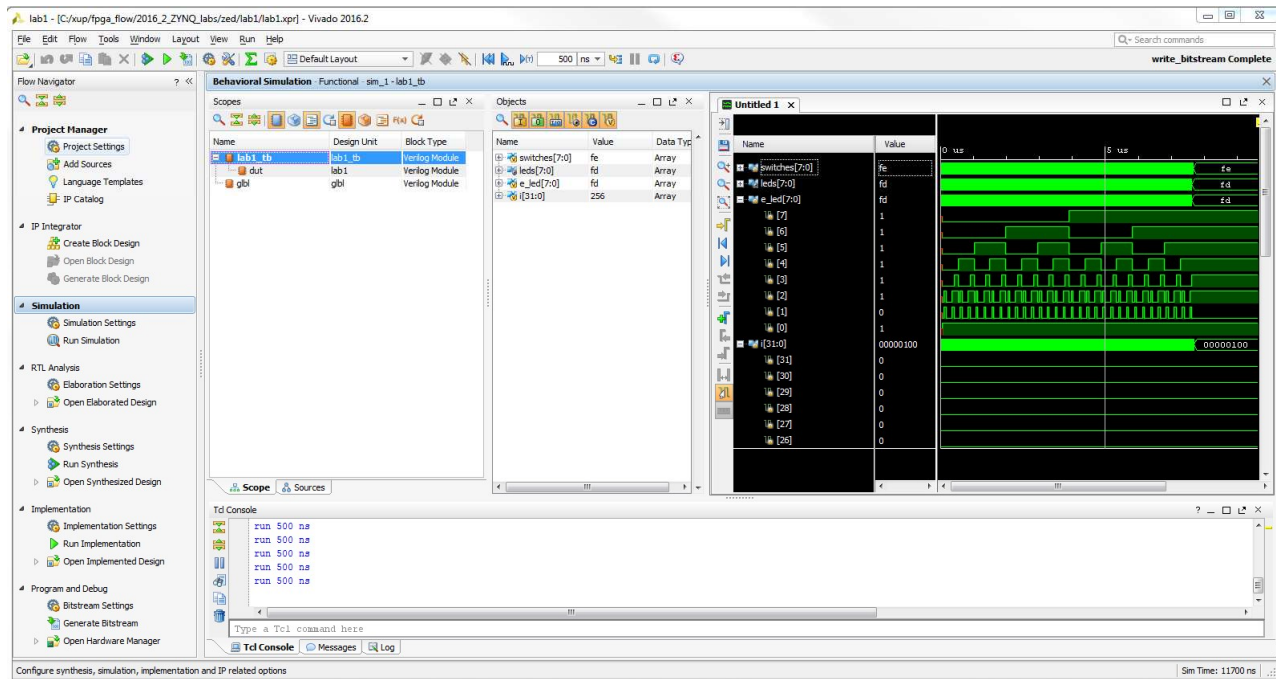 lab1 - [C:/xup/fpga_flow/2016_2_ZYNQ_labs/zed/lab1/lab1.xpr] - Vivado 2016.2
File Edit Flow Tools Window Layout View Run Help
Q- Search commands
Default Layout
500 ns
write_bitstream Complete
Flow Navigator
Project Manager
Project Settings
Add Sources
Language Templates
IP Catalog
IP Integrator
Create Block Design
Open Block Design
Generate Block Design
Simulation
Simulation Settings
Run Simulation
RTL Analysis
Elaboration Settings
Open Elaborated Design
Synthesis
Synthesis Settings
Run Synthesis
Open Synthesized Design
Implementation
Implementation Settings
Run Implementation
Open Implemented Design
Program and Debug
Bitstream Settings
Generate Bitstream
Open Hardware Manager
Behavioral Simulation - Functional - sim_1 - lab1_tb
Scopes
Name Design Unit Block Type
lab1_tb lab1_tb Verilog Module
dut lab1 Verilog Module
glbl glbl Verilog Module
Scope Sources
Objects
Name Value Data Typ
switches[7:0] fe Array
leds[7:0] fd Array
e_led[7:0] fd Array
i[31:0] 256 Array
Untitled 1
Name Value 0 us 5 us
switches[7:0] fe fe
leds[7:0] fd fd
e_led[7:0] fd fd
[7] 1
[6] 1
[5] 1
[4] 1
[3] 1
[2] 1
[1] 0
[0] 1
i[31:0] 00000100 00000100
[31] 0
[30] 0
[29] 0
[28] 0
[27] 0
[26] 0
Tcl Console
run 500 ns
run 500 ns
run 500 ns
run 500 ns
run 500 ns
Type a Tcl command here
Tcl Console Messages Log
Configure synthesis, simulation, implementation and IP related options
Sim Time: 11700 ns